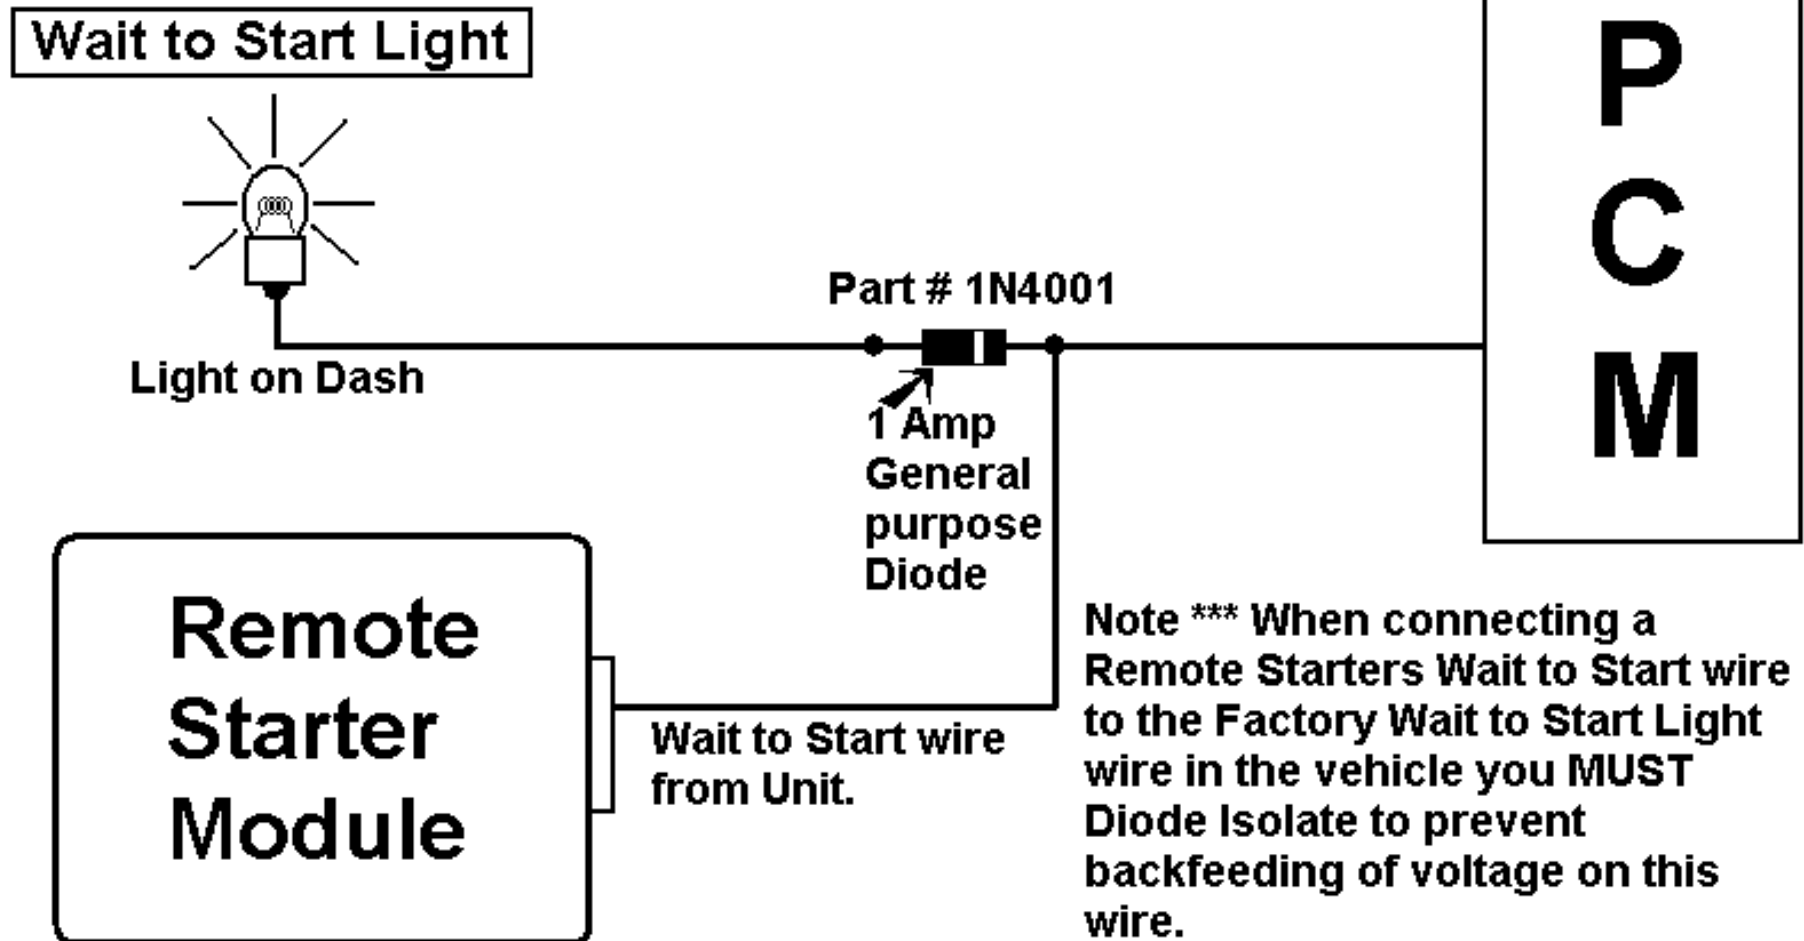 Wait to Start Light
P
C
M
Part # 1N4001
Light on Dash
1 Amp
General
purpose
Diode
Remote
Starter
Module
Wait to Start wire
from Unit.
Note *** When connecting a
Remote Starters Wait to Start wire
to the Factory Wait to Start Light
wire in the vehicle you MUST
Diode Isolate to prevent
backfeeding of voltage on this
wire.